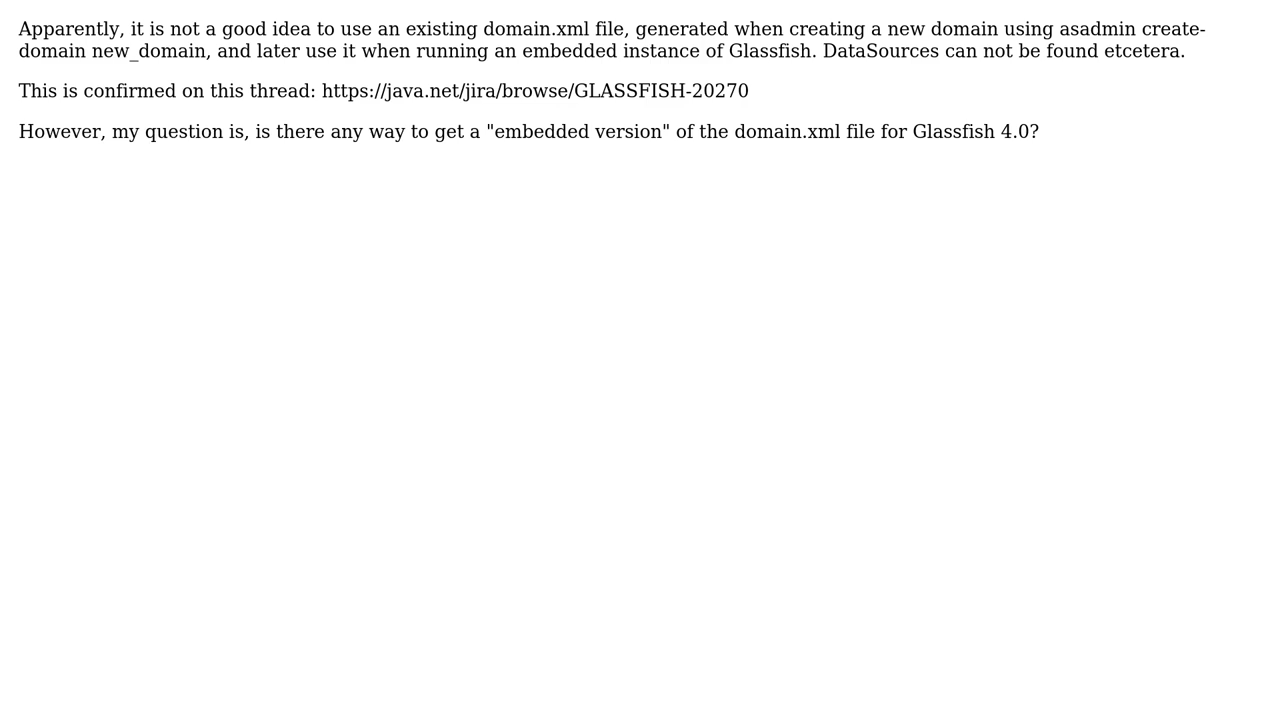 Apparently, it is not a good idea to use an existing domain.xml file, generated when creating a new domain using asadmin create-
domain new_domain, and later use it when running an embedded instance of Glassfish. DataSources can not be found etcetera.
This is confirmed on this thread: https://java.net/jira/browse/GLASSFISH-20270
However, my question is, is there any way to get a "embedded version" of the domain.xml file for Glassfish 4.0?